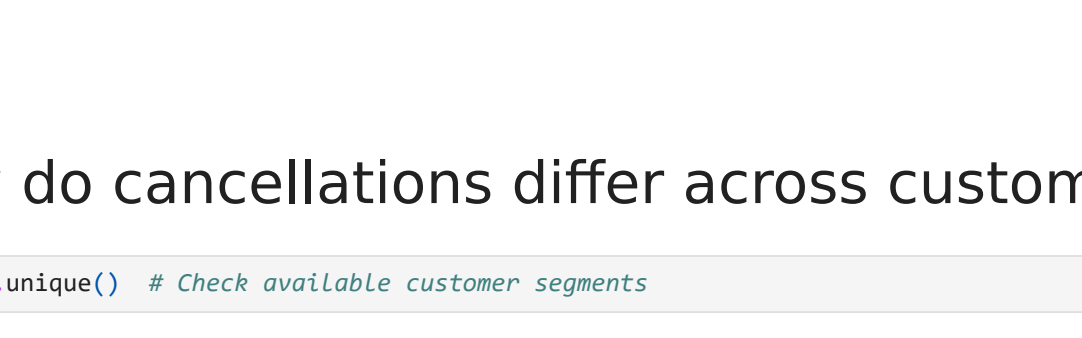 do cancellations differ across custom
.unique()  # Check available customer segments